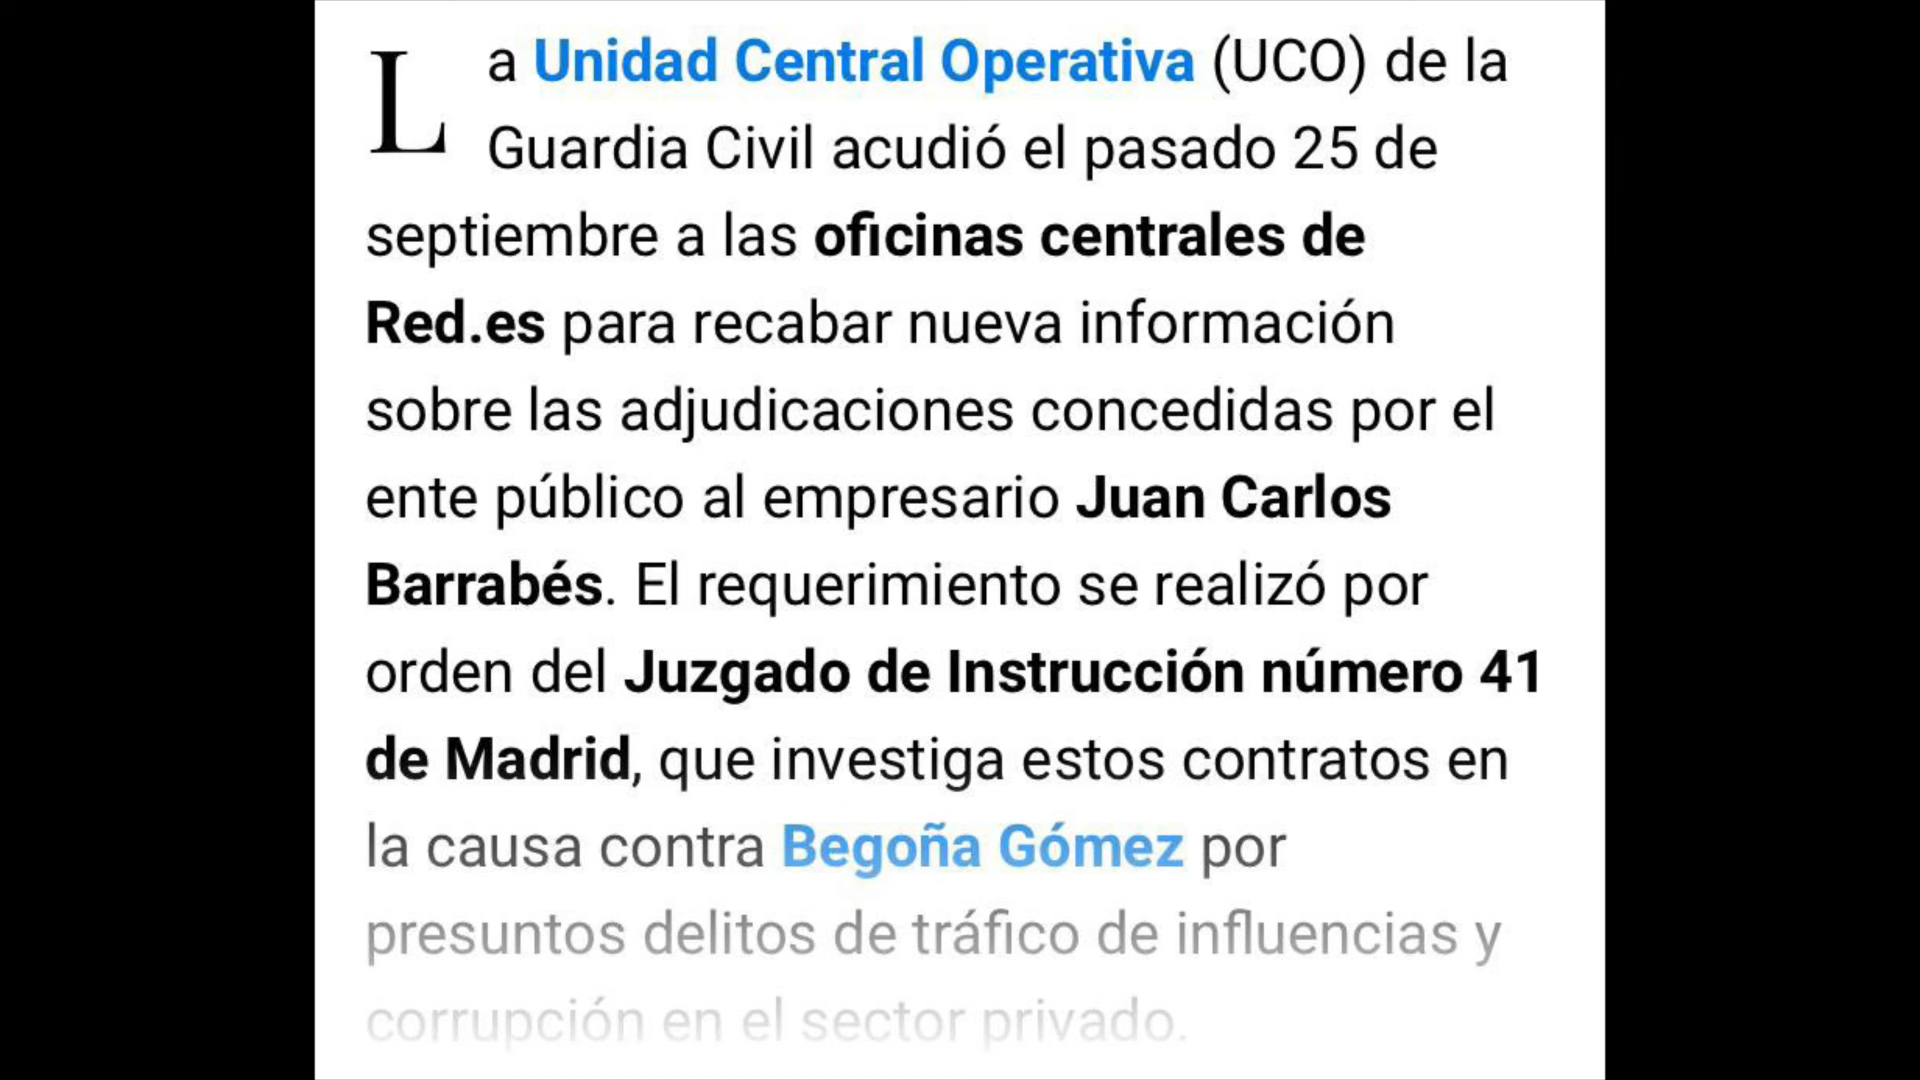 La Unidad Central Operativa (UCO) de la
Guardia Civil acudió el pasado 25 de
septiembre a las oficinas centrales de
Red.es para recabar nueva información
sobre las adjudicaciones concedidas por el
ente público al empresario Juan Carlos
Barrabés. El requerimiento se realizó por
orden del Juzgado de Instrucción número 41
de Madrid, que investiga estos contratos en
la causa contra Begoña Gómez por
presuntos delitos de tráfico de influencias y
corrupción en el sector privado.